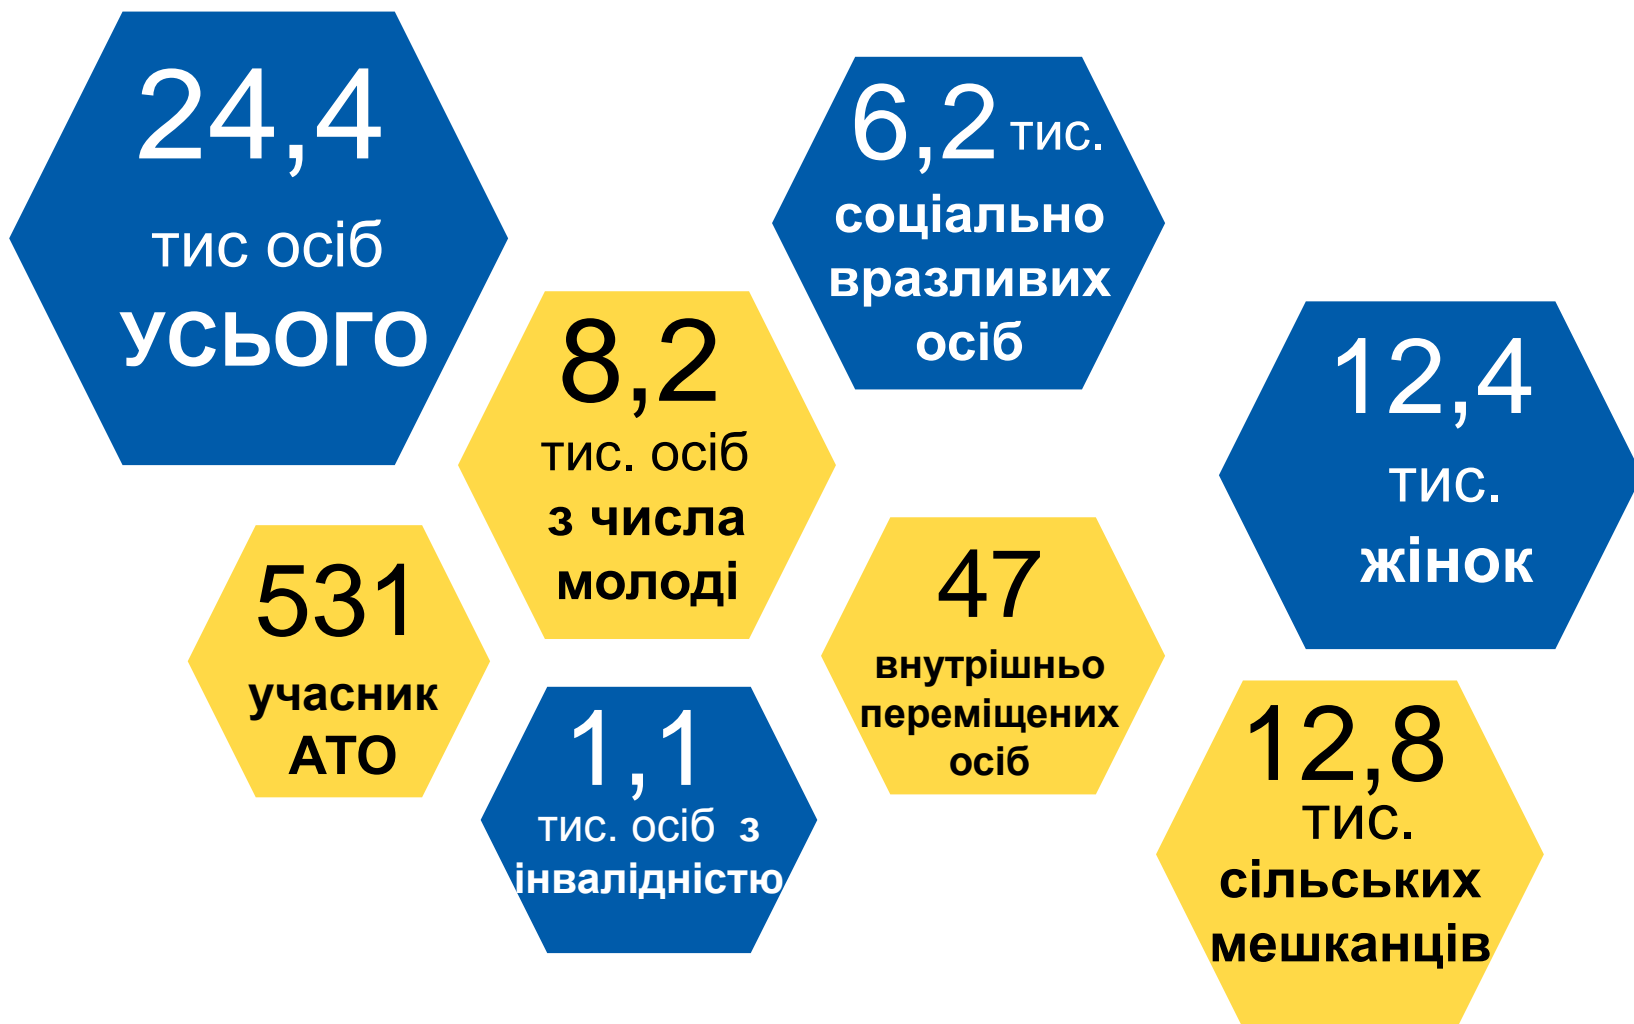 24,4
тис осіб
УСЬОГО
6,2 тис.
соціально
вразливих
осіб
8,2
тис. осіб
з числа
молоді
12,4
тис.
жінок
531
учасник
АТО
47
внутрішньо
переміщених
осіб
1,1
тис. осіб з
інвалідністю
12,8
тис.
сільських
мешканців